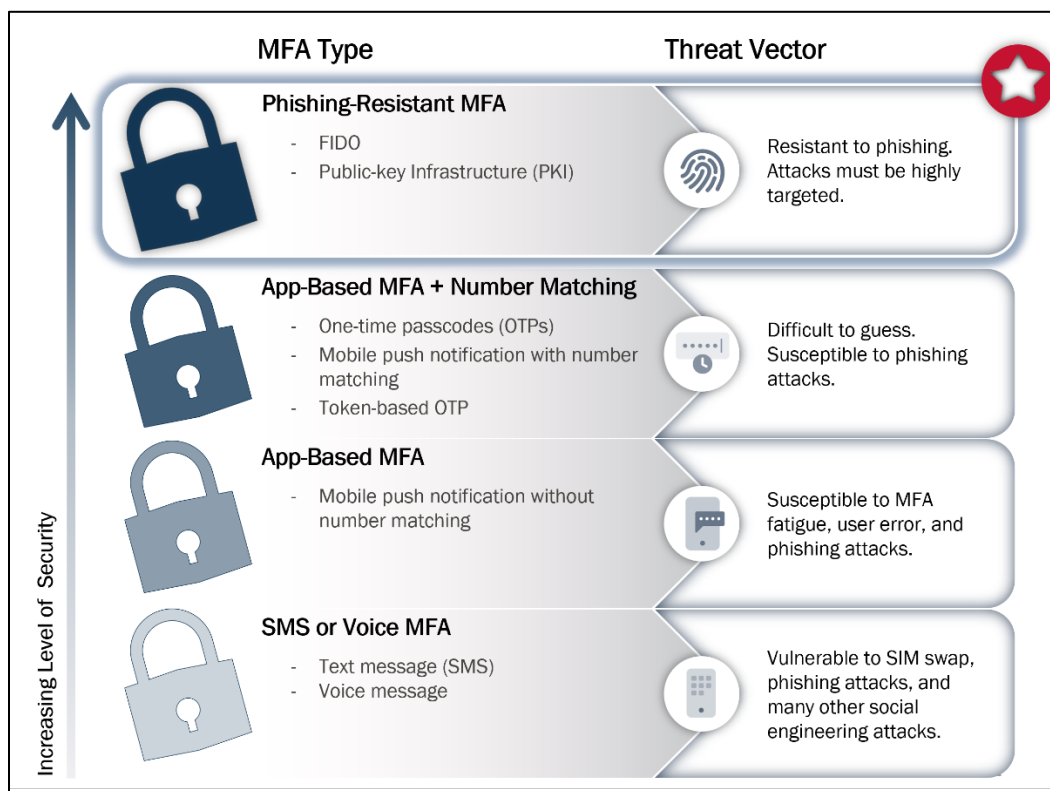 MFA Type
Threat Vector
Phishing-Resistant MFA
- FIDO
- Public-key Infrastructure (PKI)
Resistant to phishing.
Attacks must be highly
targeted.
App-Based MFA + Number Matching
- One-time passcodes (OTPs)
- Mobile push notification with number
matching
- Token-based OTP
Difficult to guess.
Susceptible to phishing
attacks.
App-Based MFA
- Mobile push notification without
number matching
Susceptible to MFA
fatigue, user error, and
phishing attacks.
SMS or Voice MFA
- Text message (SMS)
- Voice message
Vulnerable to SIM swap,
phishing attacks, and
many other social
engineering attacks.
Increasing Level of Security